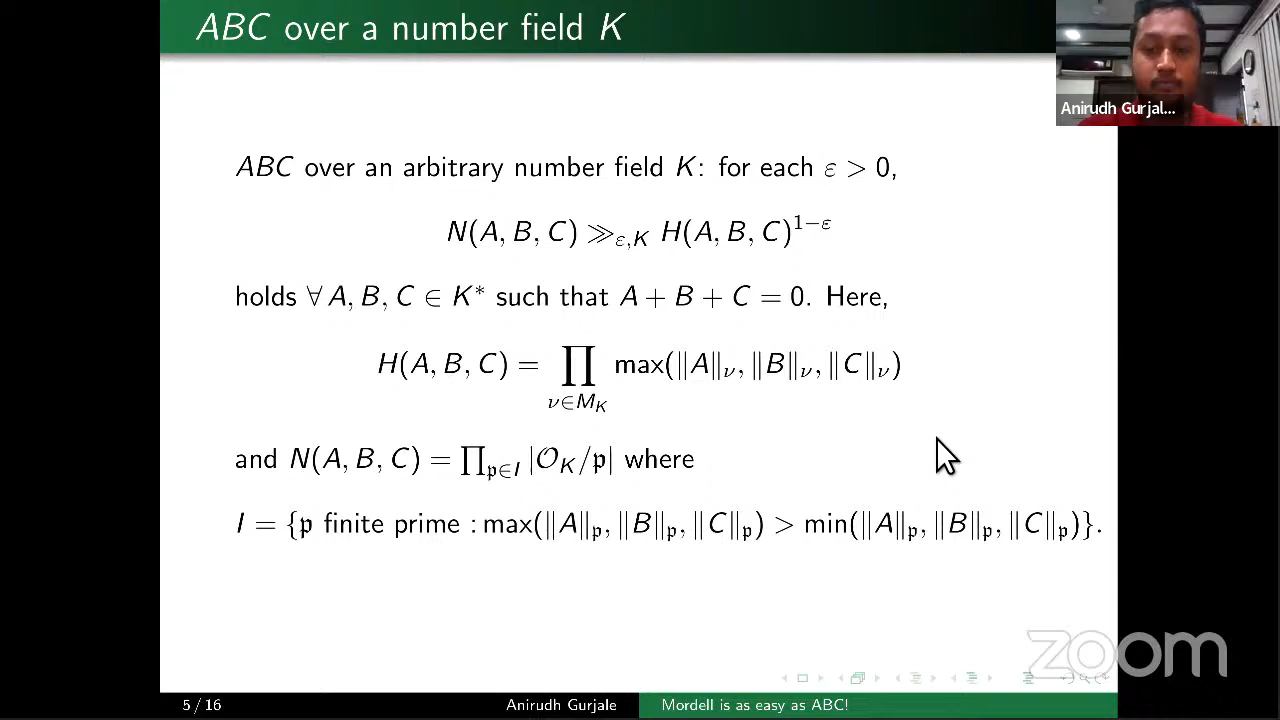 ABC over a number field K
Anirudh Gurjal...
ABC over an arbitrary number field K: for each ε > 0,
N(A, B, C) ≫_{ε,K} H(A, B, C)^{1−ε}
holds ∀ A, B, C ∈ K* such that A + B + C = 0. Here,
H(A, B, C) = ∏_{ν∈M_K} max(‖A‖_ν, ‖B‖_ν, ‖C‖_ν)
and N(A, B, C) = ∏_{𝔭∈I} |𝒪_K/𝔭| where
I = {𝔭 finite prime : max(‖A‖_𝔭, ‖B‖_𝔭, ‖C‖_𝔭) > min(‖A‖_𝔭, ‖B‖_𝔭, ‖C‖_𝔭)}.
zoom
5 / 16 Anirudh Gurjale Mordell is as easy as ABC!